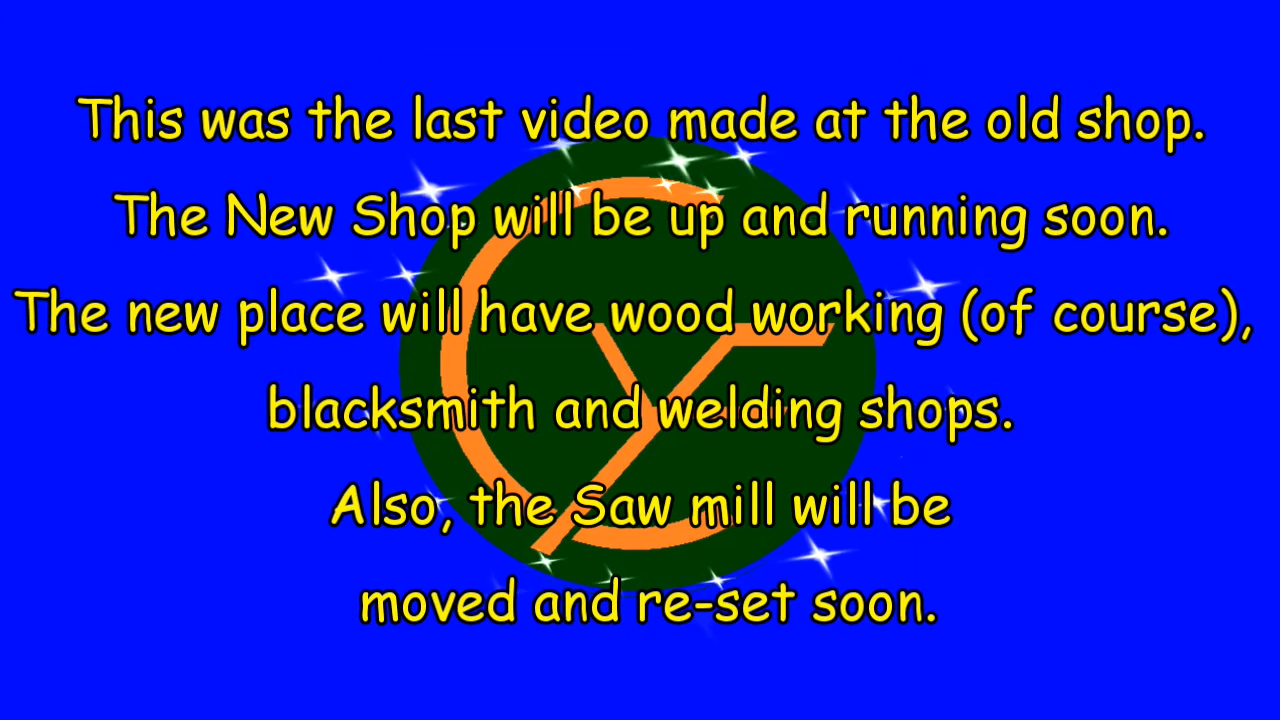 This was the last video made at the old shop.
The New Shop will be up and running soon.
The new place will have wood working (of course),
blacksmith and welding shops.
Also, the Saw mill will be
moved and re-set soon.